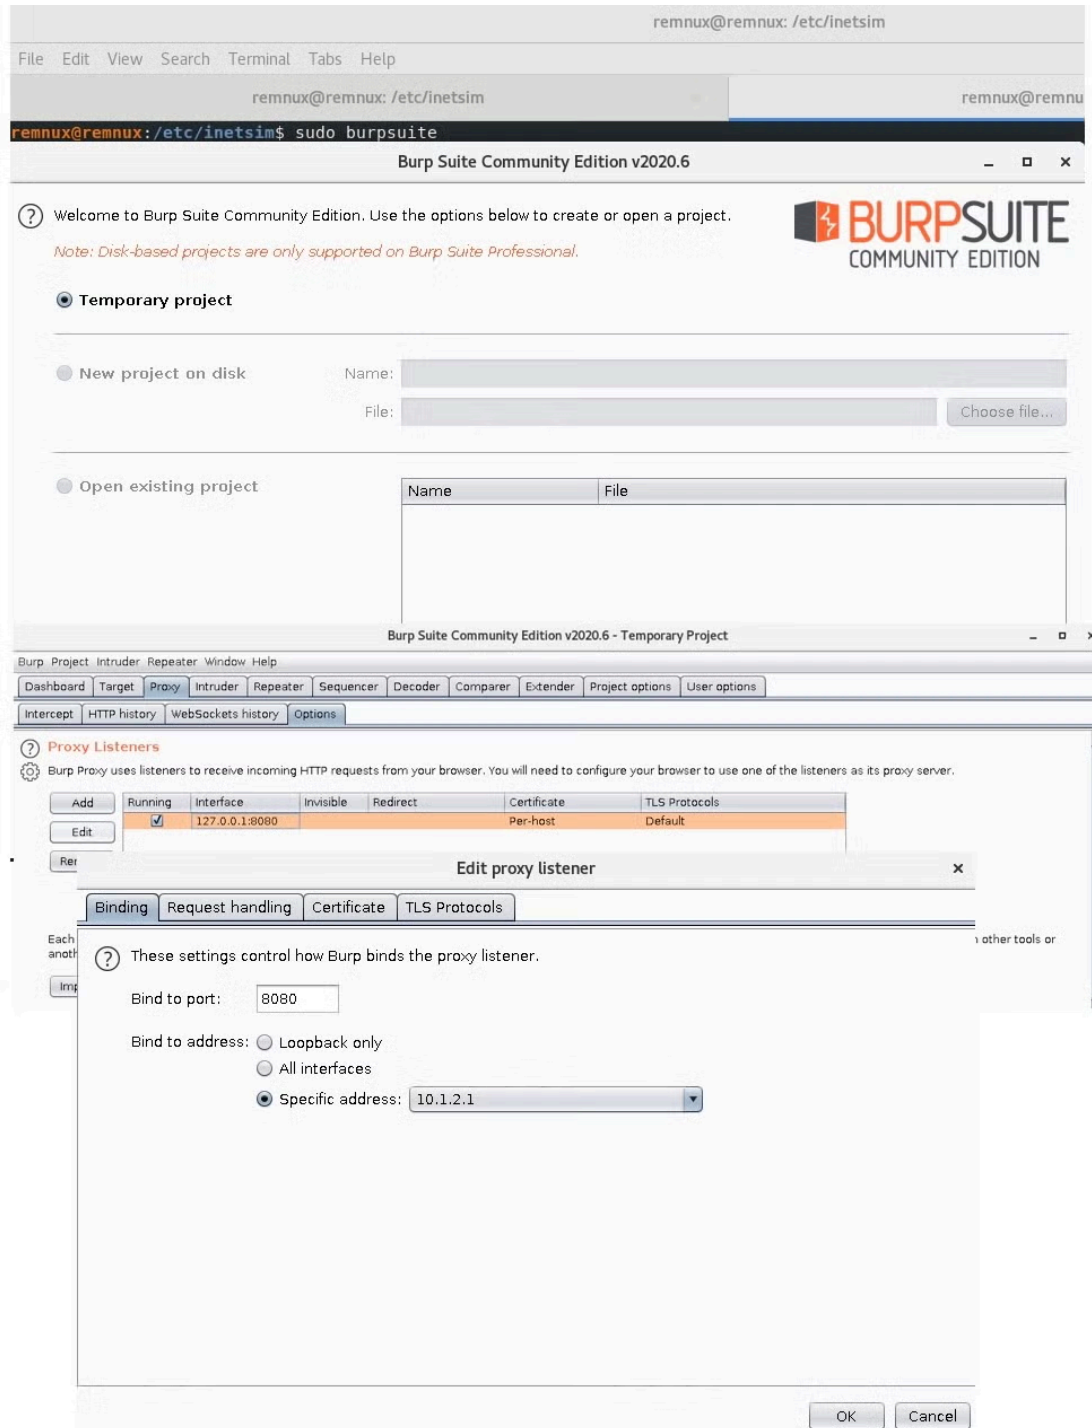 remnux@remnux: /etc/inetsim
File Edit View Search Terminal Tabs Help
remnux@remnux: /etc/inetsim
remnux@remnu
remnux@remnux:/etc/inetsim$ sudo burpsuite
Burp Suite Community Edition v2020.6
Welcome to Burp Suite Community Edition. Use the options below to create or open a project.
BURPSUITE
COMMUNITY EDITION
Note: Disk-based projects are only supported on Burp Suite Professional.
Temporary project
New project on disk Name:
File: Choose file...
Open existing project
Name File
Burp Suite Community Edition v2020.6 - Temporary Project
Burp Project Intruder Repeater Window Help
Dashboard Target Proxy Intruder Repeater Sequencer Decoder Comparer Extender Project options User options
Intercept HTTP history WebSockets history Options
Proxy Listeners
Burp Proxy uses listeners to receive incoming HTTP requests from your browser. You will need to configure your browser to use one of the listeners as its proxy server.
Add Running Interface Invisible Redirect Certificate TLS Protocols
127.0.0.1:8080 Per-host Default
Edit
Rer
Edit proxy listener
Binding Request handling Certificate TLS Protocols
Each other tools or
anoth
These settings control how Burp binds the proxy listener.
Imp
Bind to port: 8080
Bind to address: Loopback only
All interfaces
Specific address: 10.1.2.1
OK Cancel